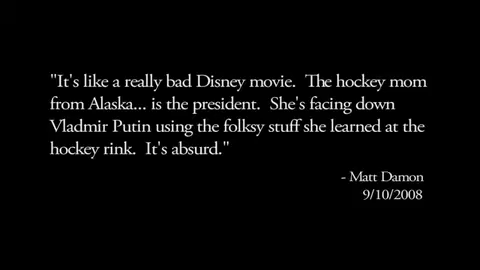 "It's like a really bad Disney movie.  The hockey mom
from Alaska... is the president.  She's facing down
Vladmir Putin using the folksy stuff she learned at the
hockey rink.  It's absurd."
- Matt Damon
9/10/2008